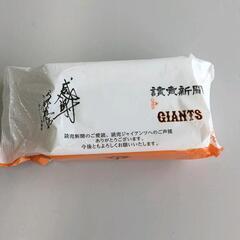 感謝
読売新聞
GIANTS
読売新聞のご愛読、読売ジャイアンツへのご声援
ありがとうございます。
今後ともよろしくお願いいたします。